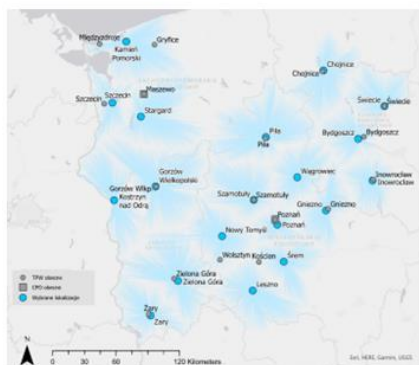 Międzyzdroje
Kamień
Pomorski
Gryfice
Maszewo
Szczecin
Szczecin
Stargard
Chojnice
Chojnice
Świecie
Świecie
Bydgoszcz
Bydgoszcz
Piła
Piła
Gorzów
Wielkopolski
Gorzów Wlkp
Kostrzyn
nad Odrą
Wągrowiec
Inowrocław
Inowrocław
Szamotuły
Szamotuły
Gniezno
Gniezno
Poznań
Poznań
Nowy Tomyśl
Wolsztyn
Kościan
Śrem
Zielona Góra
Zielona Góra
Leszno
Żary
Żary
TPW obecne
CPD obecne
Wybrane lokalizacje
N
0
30
60
120 Kilometers
Esri, HERE, Garmin, USGS